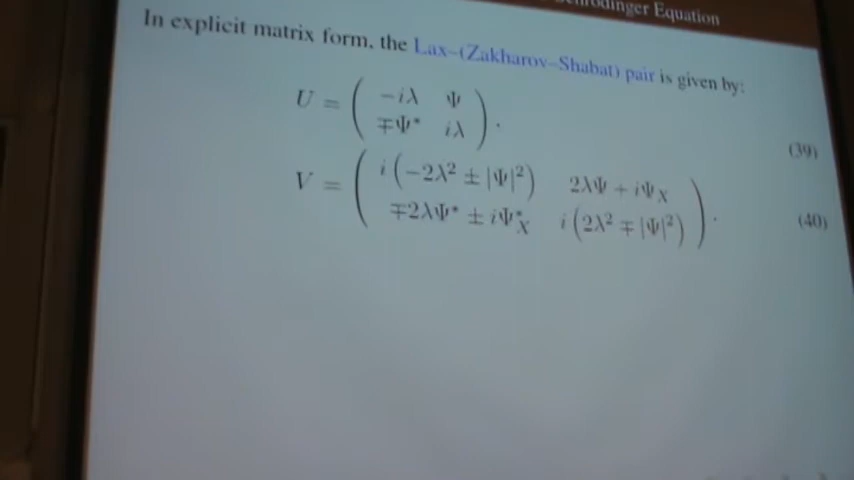 Schrödinger Equation
In explicit matrix form, the Lax–(Zakharov–Shabat) pair is given by:
U = ( −iλ Ψ
∓Ψ* iλ ) . (39)
V = ( i(−2λ² ± |Ψ|²) 2λΨ + iΨ_X
∓2λΨ* ± iΨ*_X i(2λ² ∓ |Ψ|²) ) . (40)